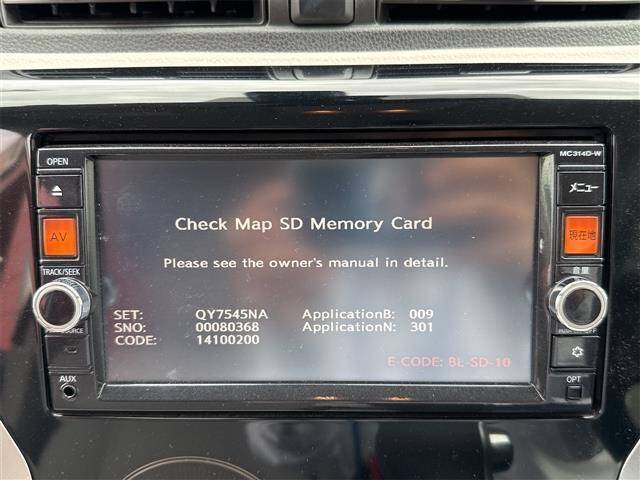 OPEN
MC314D-W
メニュー
AV
現在地
TRACK/SEEK
音量
Check Map SD Memory Card
Please see the owner's manual in detail.
SET: QY7545NA ApplicationB: 009
SNO: 00080368 ApplicationN: 301
CODE: 14100200
E-CODE: BL-SD-10
AUX
OPT